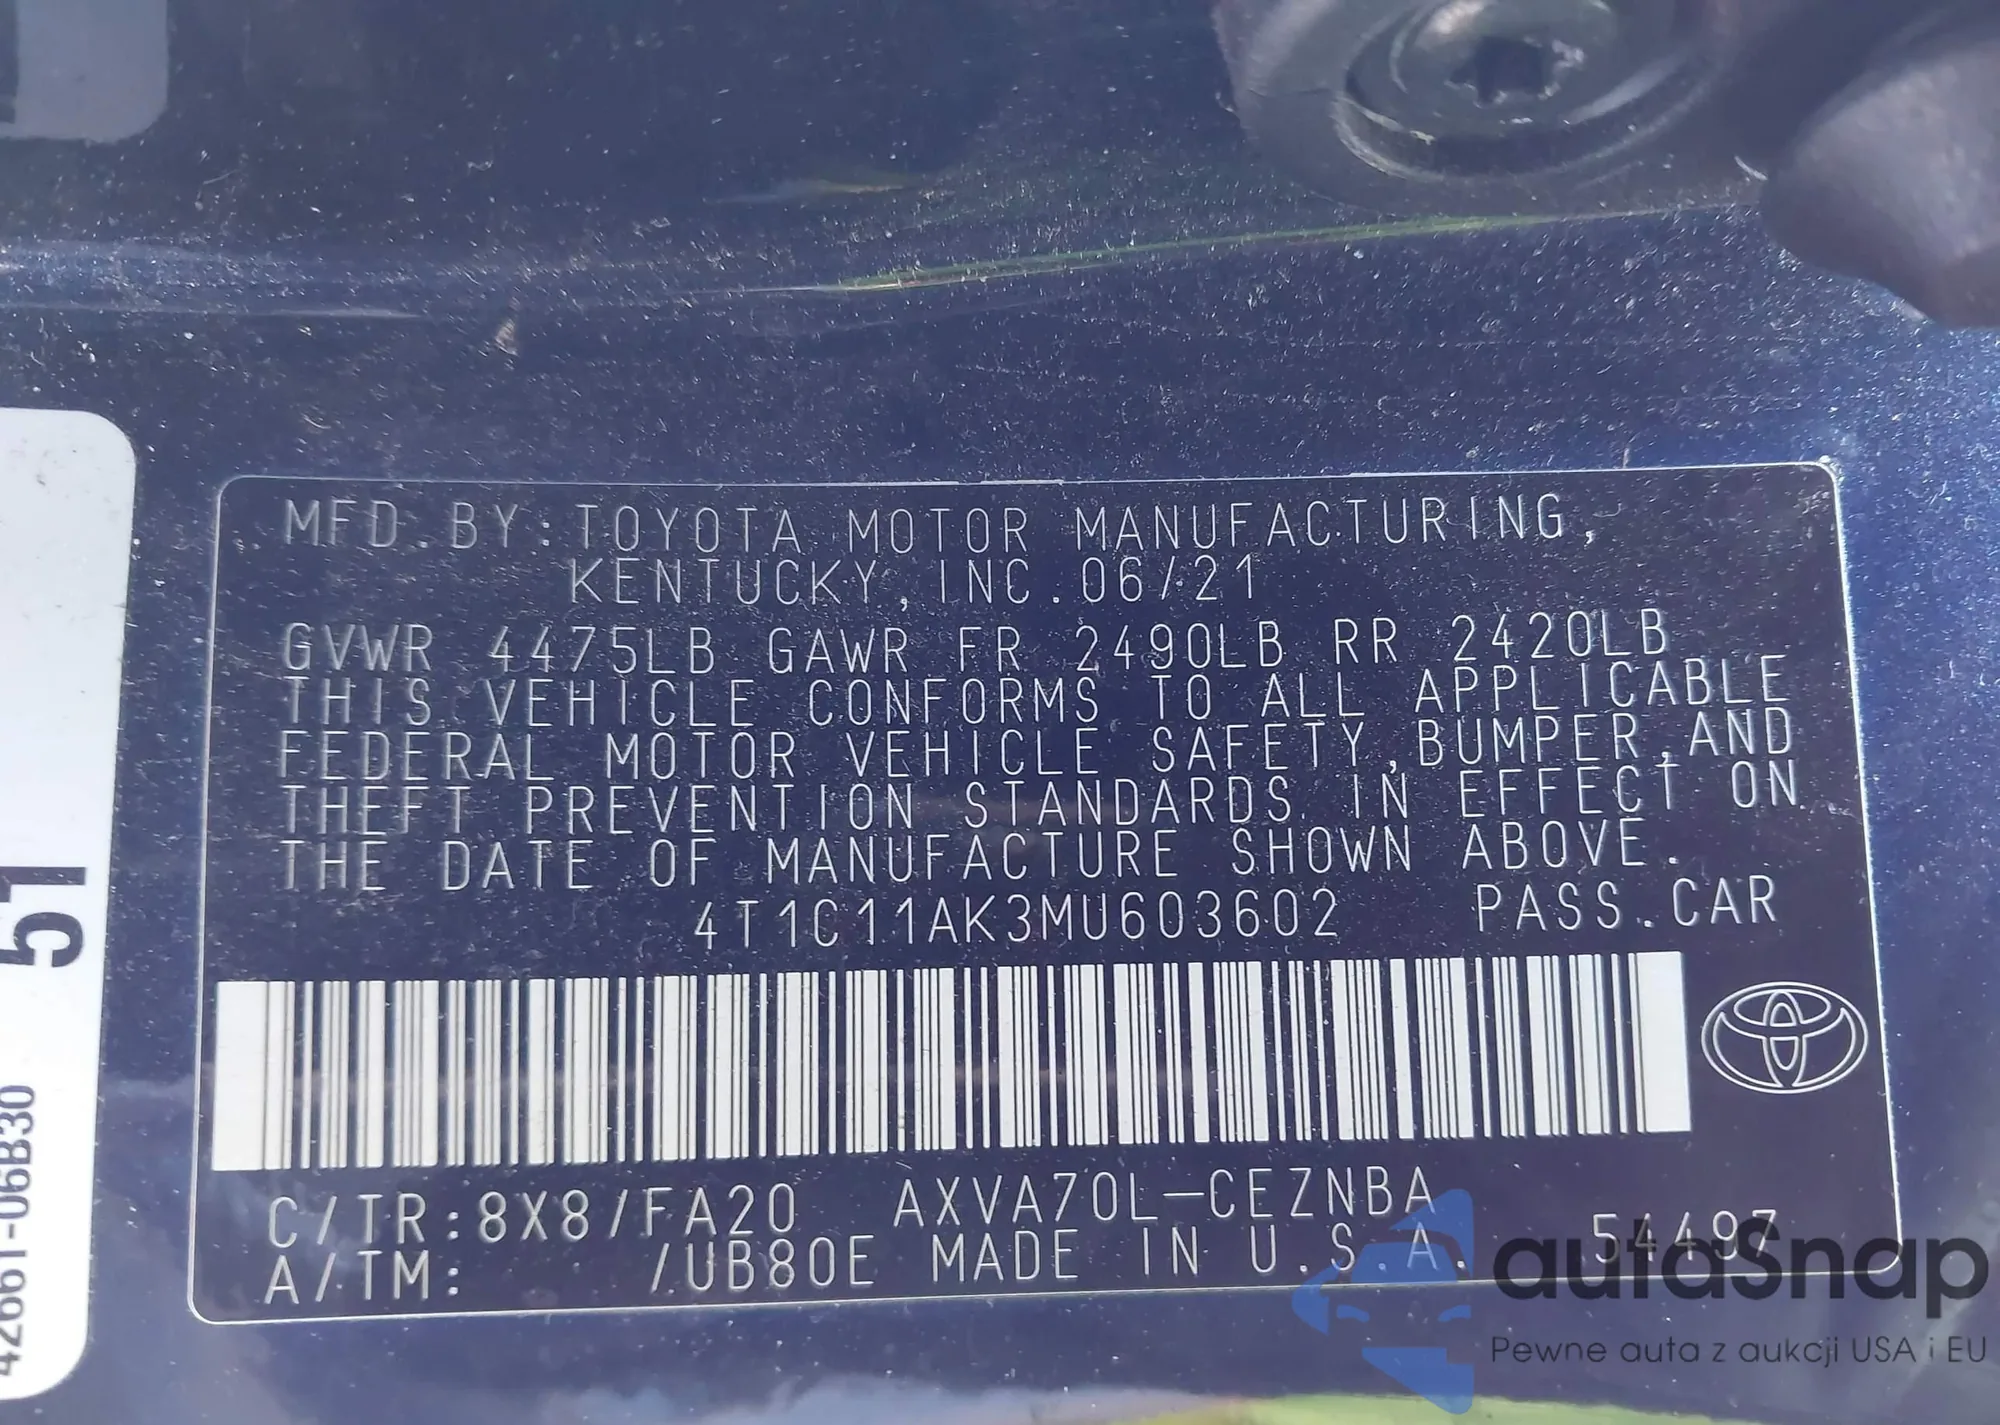 MFD.BY:TOYOTA MOTOR MANUFACTURING,
KENTUCKY, INC.06/21
GVWR 4475LB GAWR FR 2490LB RR 2420LB
THIS VEHICLE CONFORMS TO ALL APPLICABLE
FEDERAL MOTOR VEHICLE SAFETY,BUMPER,AND
THEFT PREVENTION STANDARDS IN EFFECT ON
THE DATE OF MANUFACTURE SHOWN ABOVE.
4T1C11AK3MU603602 PASS.CAR
C/TR:8X8/FA20 AXVA70L-CEZNBA
A/TM: /UB80E MADE IN U.S.A. 54497
51
42661-06B30
autaSnap
Pewne auta z aukcji USA i EU